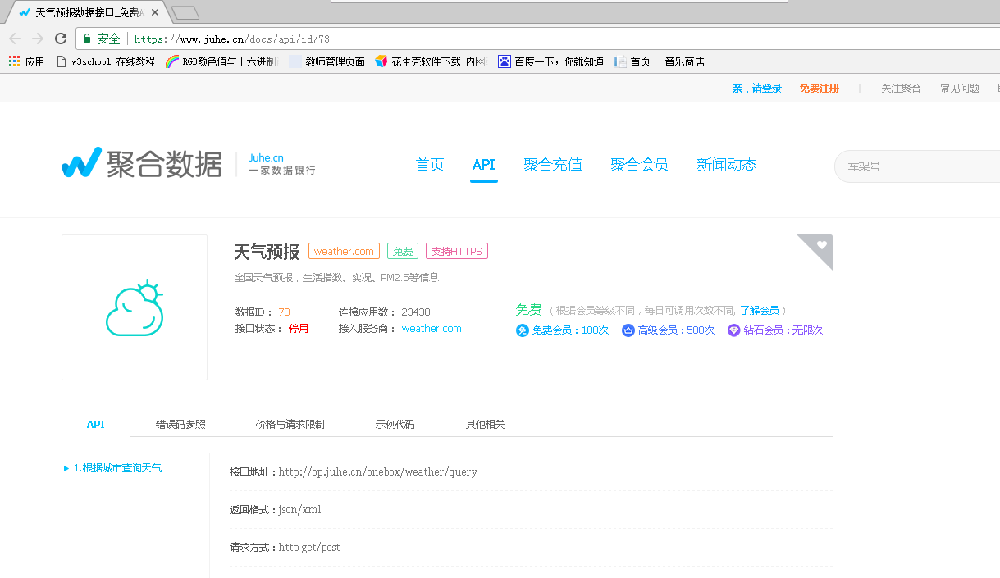 天气预报数据接口_免费A
安全 https://www.juhe.cn/docs/api/id/73
应用 w3school 在线教程 RGB颜色值与十六进制 教师管理页面 花生壳软件下载-内网 百度一下，你就知道 首页 - 音乐商店
亲，请登录 免费注册 | 关注聚合 常见问题
聚合数据 Juhe.cn
一家数据银行
首页 API 聚合充值 聚合会员 新闻动态 车架号
天气预报 weather.com 免费 支持HTTPS
全国天气预报，生活指数、实况、PM2.5等信息
数据ID： 73 连接应用数： 23438 免费 （ 根据会员等级不同，每日可调用次数不同, 了解会员 ）
接口状态： 停用 接入服务商： weather.com 免 免费会员：100次 高级会员：500次 钻石会员：无限次
API 错误码参照 价格与请求限制 示例代码 其他相关
1.根据城市查询天气
接口地址：http://op.juhe.cn/onebox/weather/query
返回格式：json/xml
请求方式：http get/post